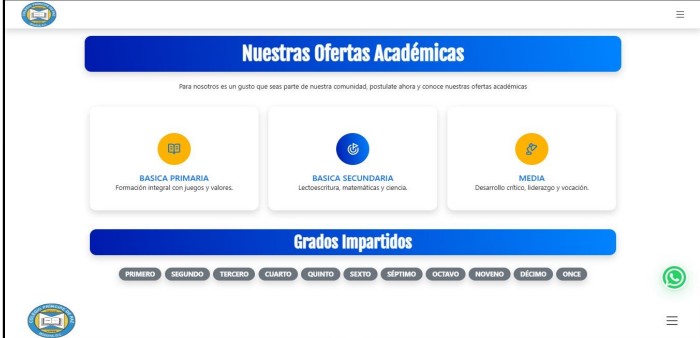 Nuestras Ofertas Académicas
Para nosotros es un gusto que seas parte de nuestra comunidad, postulate ahora y conoce nuestras ofertas académicas
BASICA PRIMARIA
Formación integral con juegos y valores.
BASICA SECUNDARIA
Lectoescritura, matemáticas y ciencia.
MEDIA
Desarrollo crítico, liderazgo y vocación.
Grados Impartidos
PRIMERO SEGUNDO TERCERO CUARTO QUINTO SEXTO SÉPTIMO OCTAVO NOVENO DÉCIMO ONCE